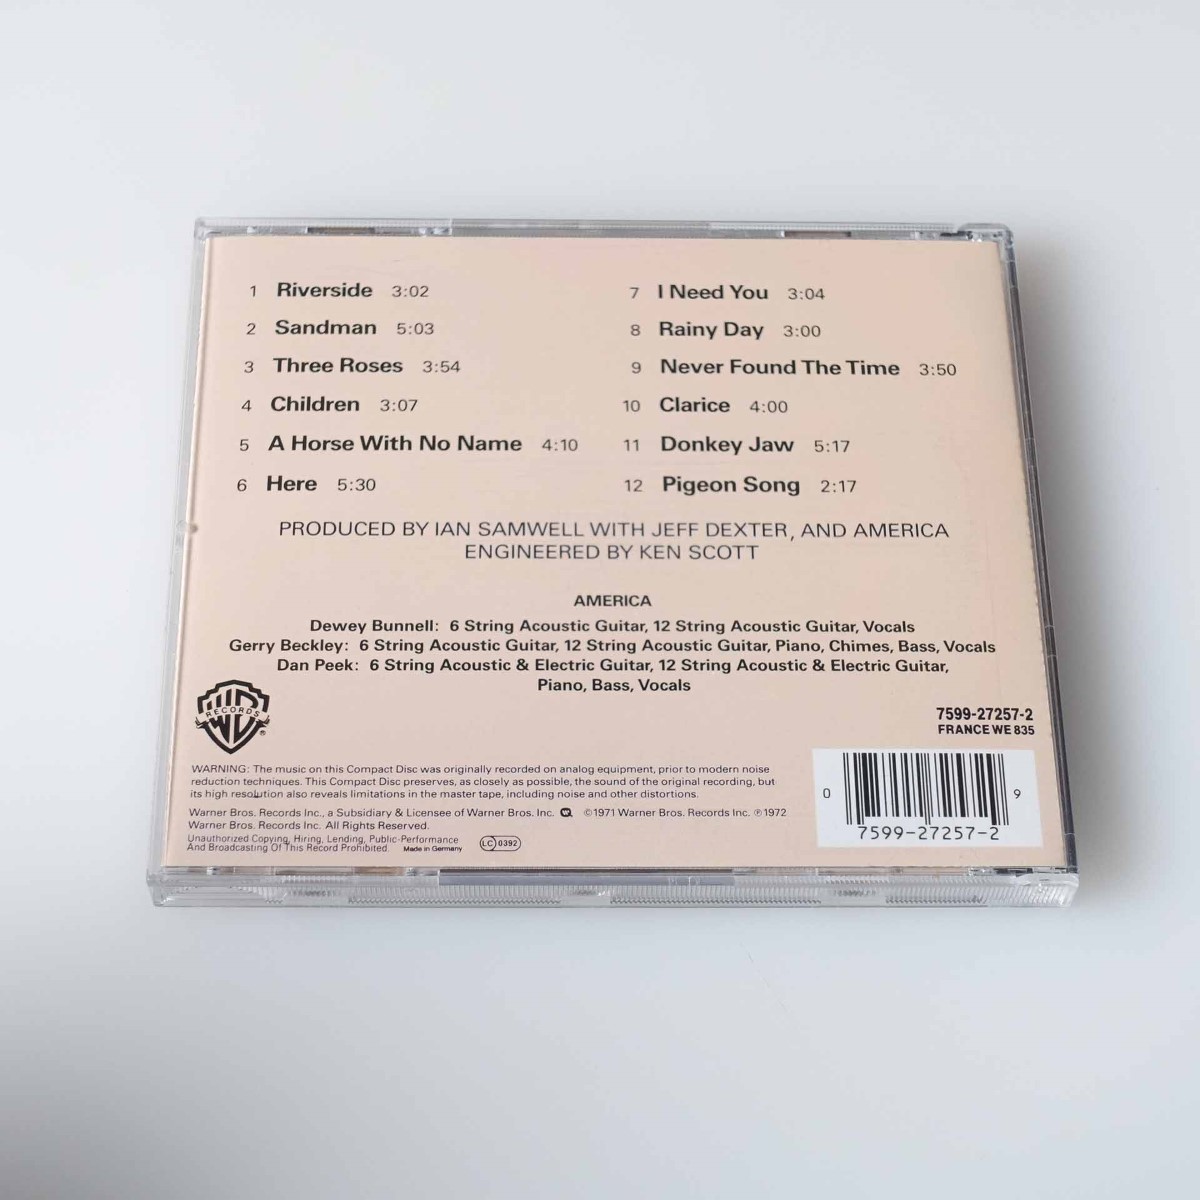 1 Riverside 3:02
2 Sandman 5:03
3 Three Roses 3:54
4 Children 3:07
5 A Horse With No Name 4:10
6 Here 5:30
7 I Need You 3:04
8 Rainy Day 3:00
9 Never Found The Time 3:50
10 Clarice 4:00
11 Donkey Jaw 5:17
12 Pigeon Song 2:17
PRODUCED BY IAN SAMWELL WITH JEFF DEXTER, AND AMERICA
ENGINEERED BY KEN SCOTT
AMERICA
Dewey Bunnell: 6 String Acoustic Guitar, 12 String Acoustic Guitar, Vocals
Gerry Beckley: 6 String Acoustic Guitar, 12 String Acoustic Guitar, Piano, Chimes, Bass, Vocals
Dan Peek: 6 String Acoustic & Electric Guitar, 12 String Acoustic & Electric Guitar,
Piano, Bass, Vocals
WB
RECORDS
®
7599-27257-2
FRANCE WE 835
WARNING: The music on this Compact Disc was originally recorded on analog equipment, prior to modern noise
reduction techniques. This Compact Disc preserves, as closely as possible, the sound of the original recording, but
its high resolution also reveals limitations in the master tape, including noise and other distortions.
Warner Bros. Records Inc., a Subsidiary & Licensee of Warner Bros. Inc. ©1971 Warner Bros. Records Inc. ℗1972
Warner Bros. Records Inc. All Rights Reserved.
Unauthorized Copying, Hiring, Lending, Public-Performance
And Broadcasting Of This Record Prohibited. Made in Germany
LC 0392
0 9
7599-27257-2